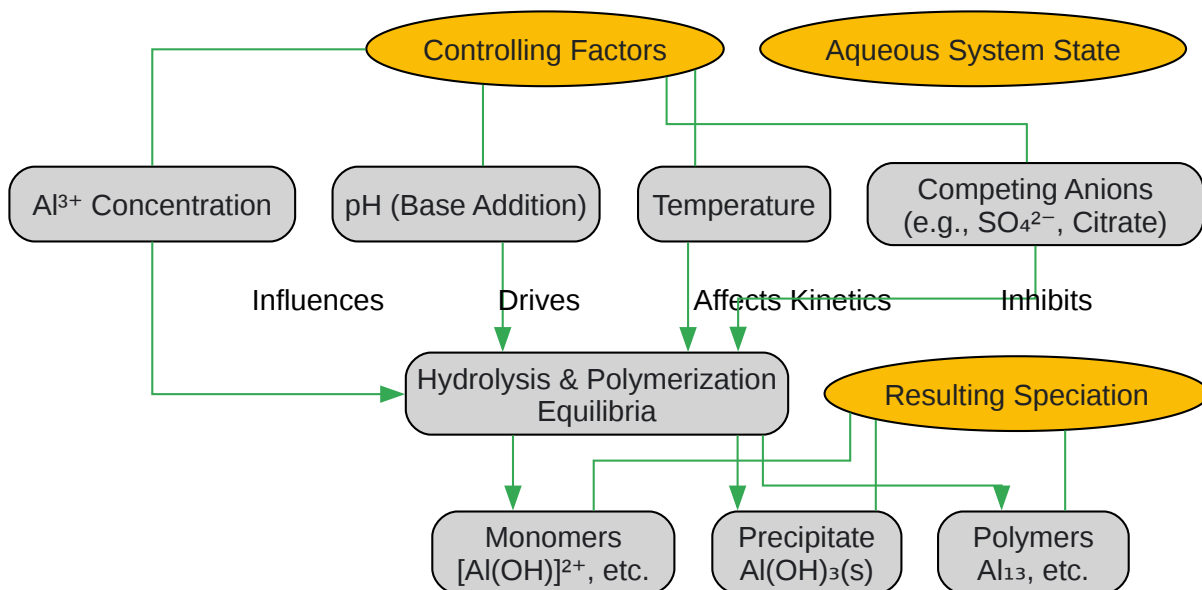 Controlling Factors
Aqueous System State
Al³⁺ Concentration
pH (Base Addition)
Temperature
Competing Anions
(e.g., SO₄²⁻, Citrate)
Influences
Drives
Affects Kinetics
Inhibits
Hydrolysis & Polymerization
Equilibria
Resulting Speciation
Monomers
[Al(OH)]²⁺, etc.
Precipitate
Al(OH)₃(s)
Polymers
Al₁₃, etc.